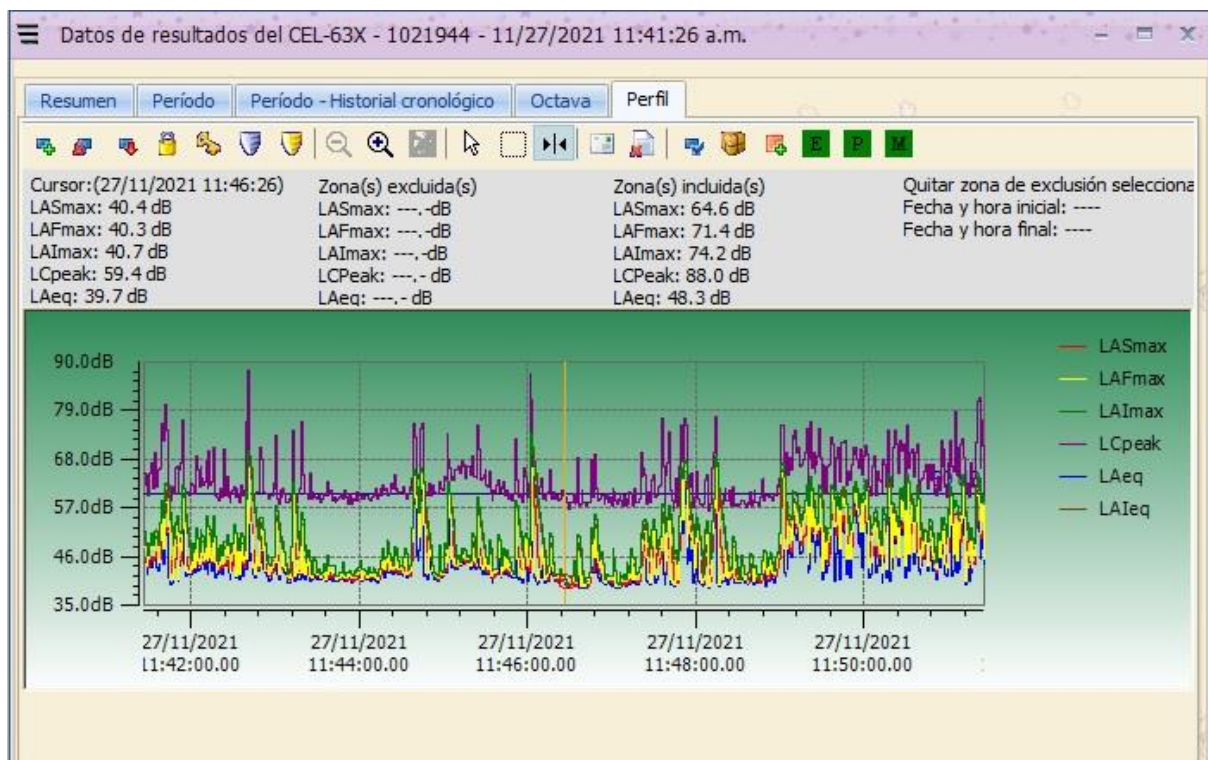 Datos de resultados del CEL-63X - 1021944 - 11/27/2021 11:41:26 a.m.
Resumen Período Período - Historial cronológico Octava Perfil
E P M
Cursor:(27/11/2021 11:46:26)
LASmax: 40.4 dB
LAFmax: 40.3 dB
LAImax: 40.7 dB
LCpeak: 59.4 dB
LAeq: 39.7 dB
Zona(s) excluida(s)
LASmax: ---.-dB
LAFmax: ---.-dB
LAImax: ---.-dB
LCPeak: ---.- dB
LAeq: ---.- dB
Zona(s) incluida(s)
LASmax: 64.6 dB
LAFmax: 71.4 dB
LAImax: 74.2 dB
LCPeak: 88.0 dB
LAeq: 48.3 dB
Quitar zona de exclusión selecciona
Fecha y hora inicial: ----
Fecha y hora final: ----
90.0dB
79.0dB
68.0dB
57.0dB
46.0dB
35.0dB
LASmax
LAFmax
LAImax
LCpeak
LAeq
LAIeq
27/11/2021 27/11/2021 27/11/2021 27/11/2021 27/11/2021
11:42:00.00 11:44:00.00 11:46:00.00 11:48:00.00 11:50:00.00